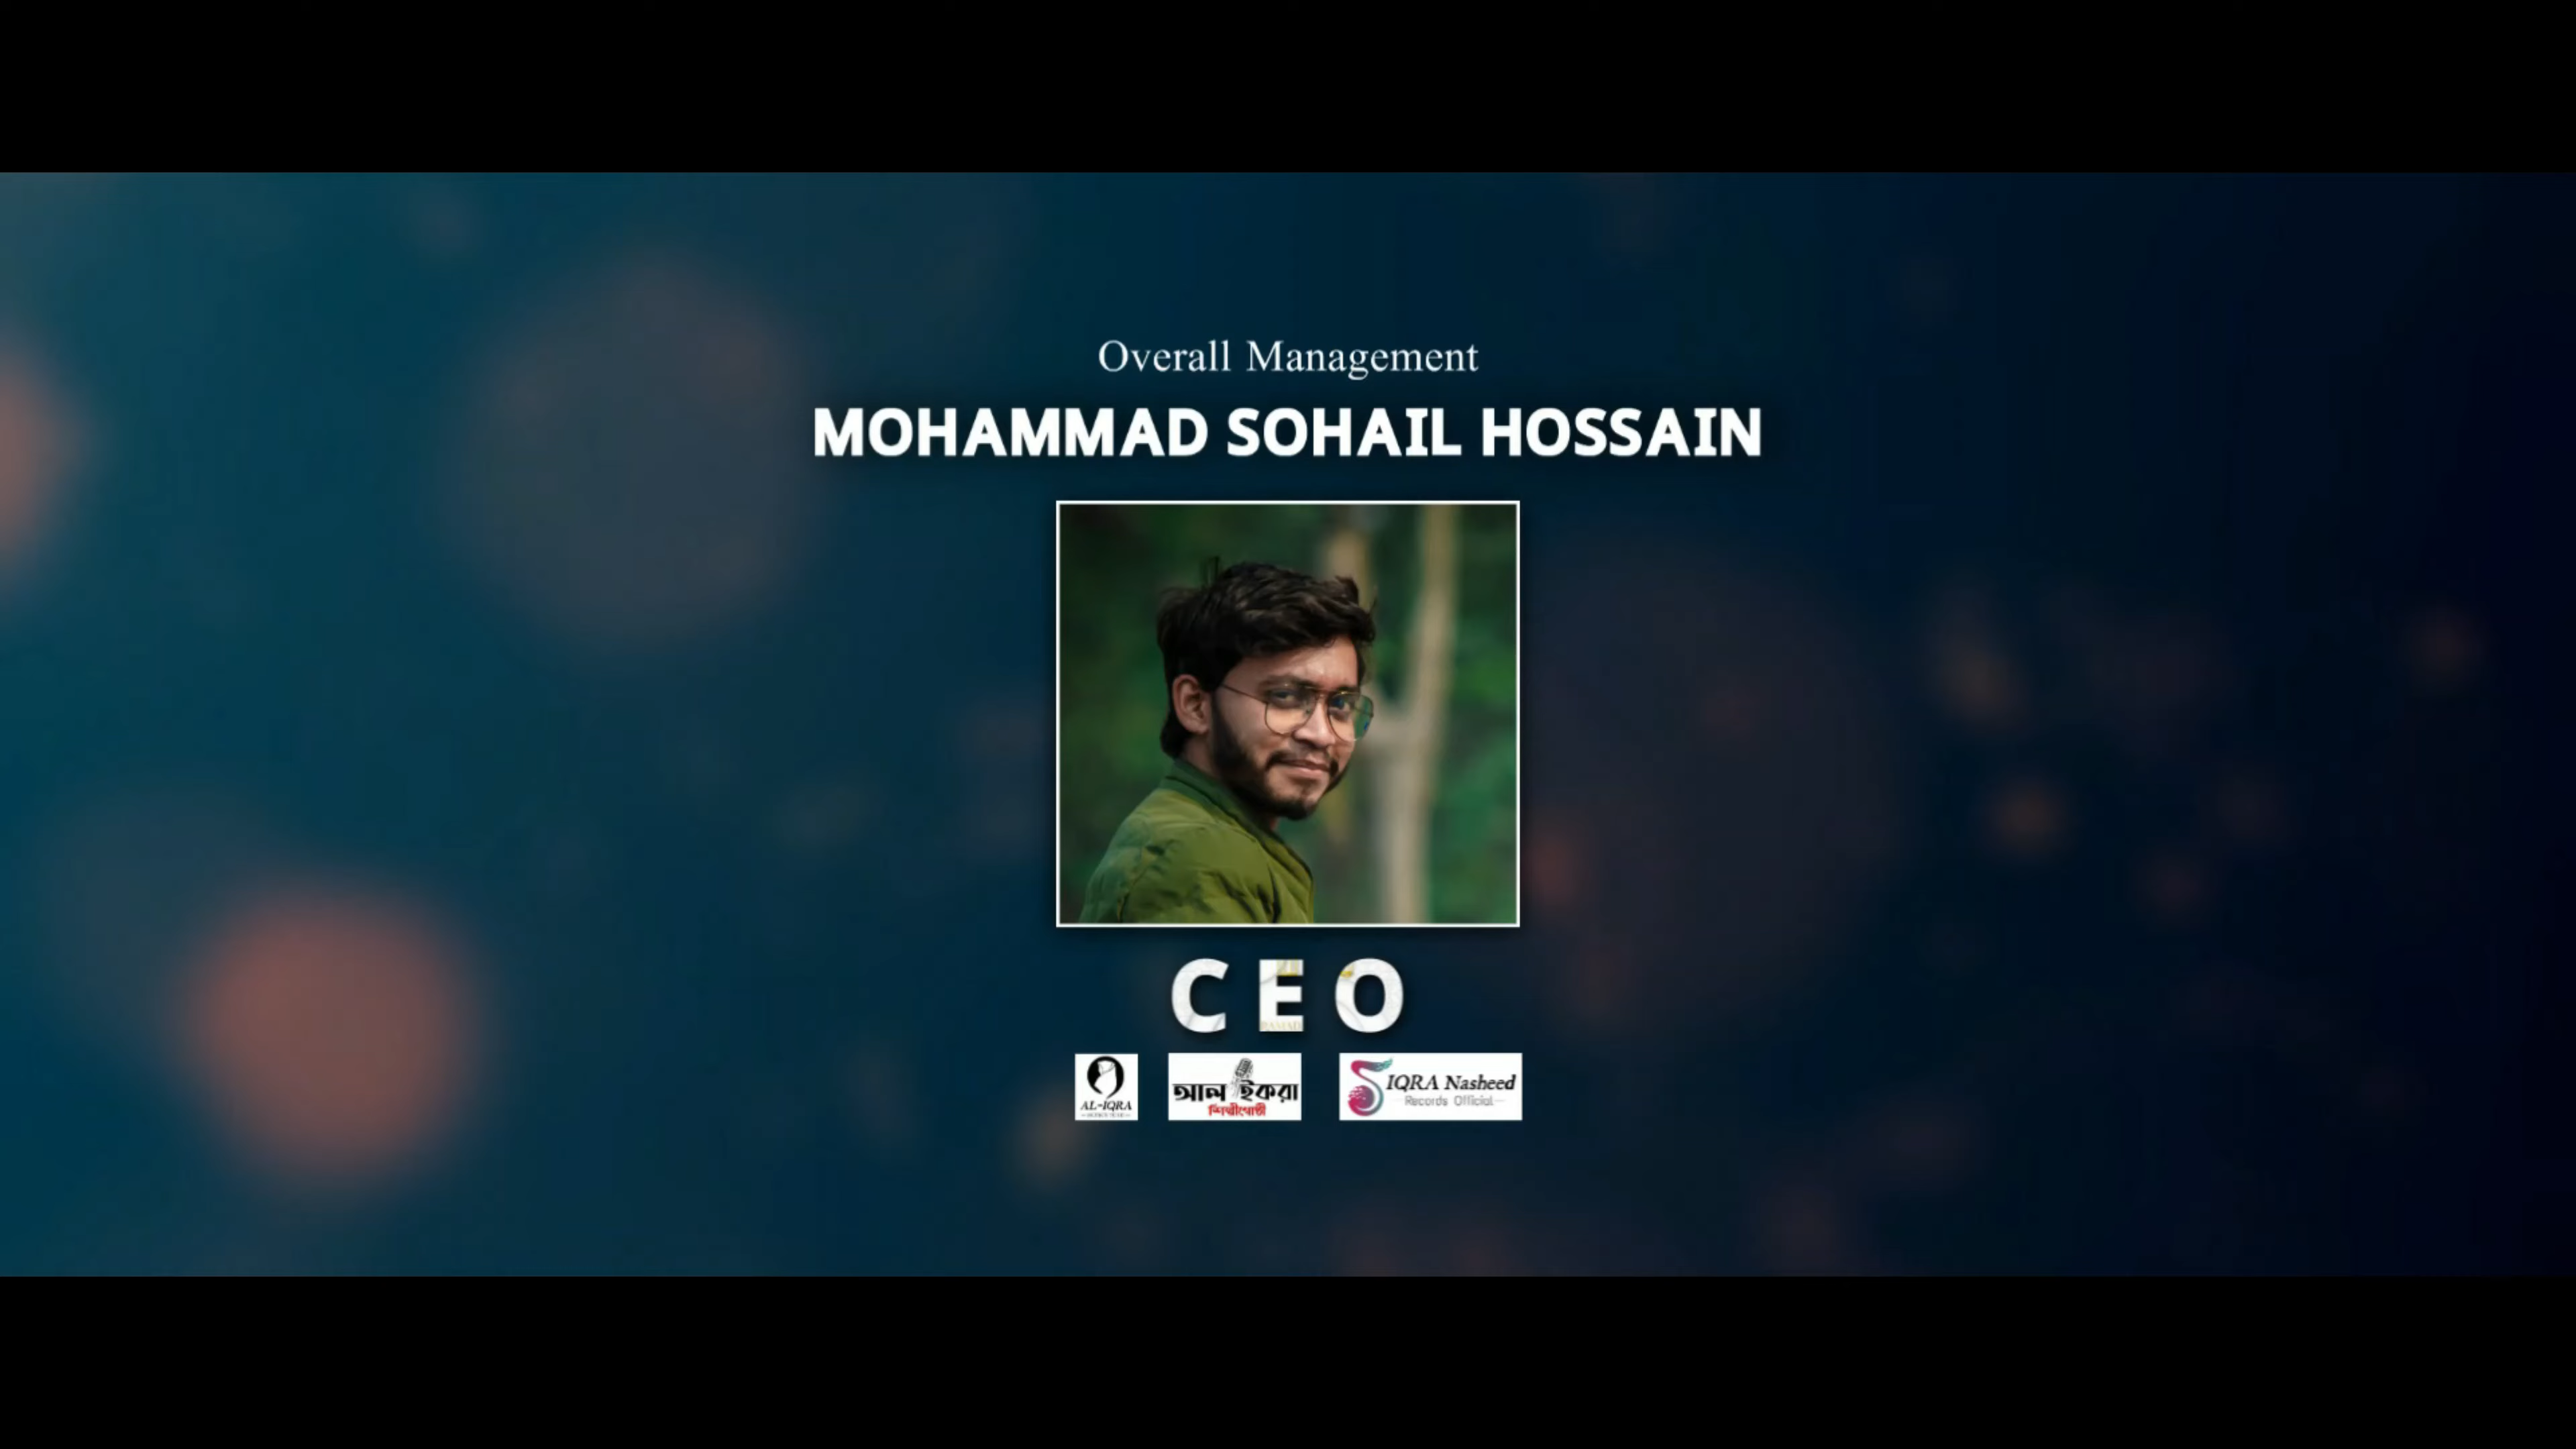 Overall Management
MOHAMMAD SOHAIL HOSSAIN
CEO
AL-IQRA
আল ইকরা
শিল্পীগোষ্ঠী
IQRA Nasheed
Records Official